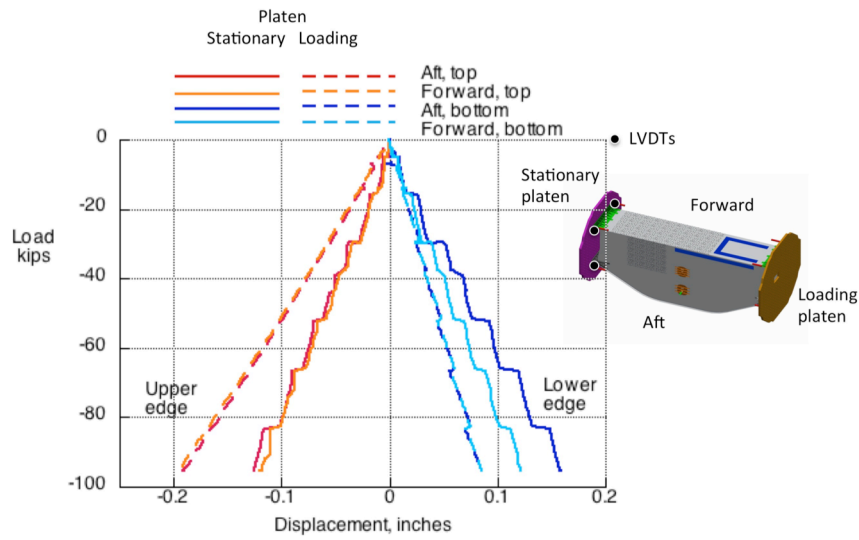 Platen
Stationary Loading
Aft, top
Forward, top
Aft, bottom
Forward, bottom
0
-20
-40
-60
-80
-100
Load
kips
Upper
edge
Lower
edge
-0.2
-0.1
0
0.1
0.2
Displacement, inches
LVDTs
Stationary
platen
Forward
Aft
Loading
platen